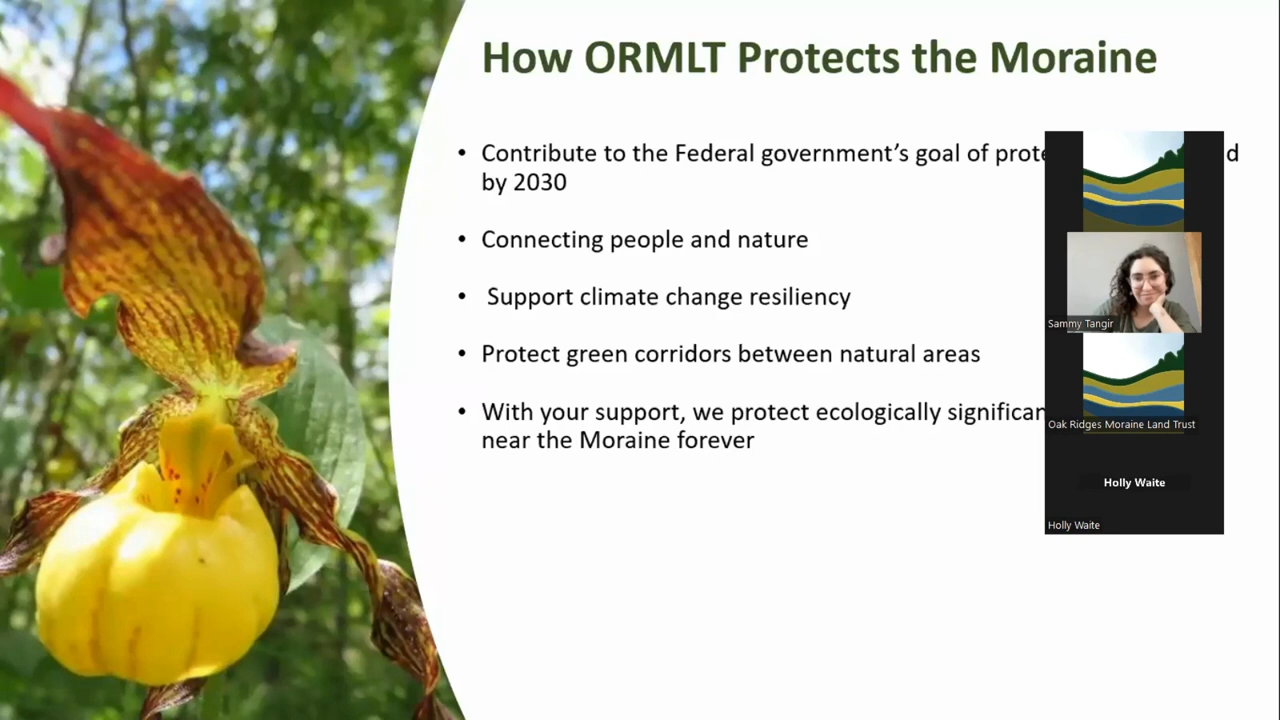 How ORMLT Protects the Moraine
• Contribute to the Federal government's goal of
by 2030
• Connecting people and nature
• Support climate change resiliency
• Protect green corridors between natural areas
• With your support, we protect ecologically
near the Moraine forever
Sammy Tangir
Oak Ridges Moraine Land Trust
Holly Waite
Holly Waite